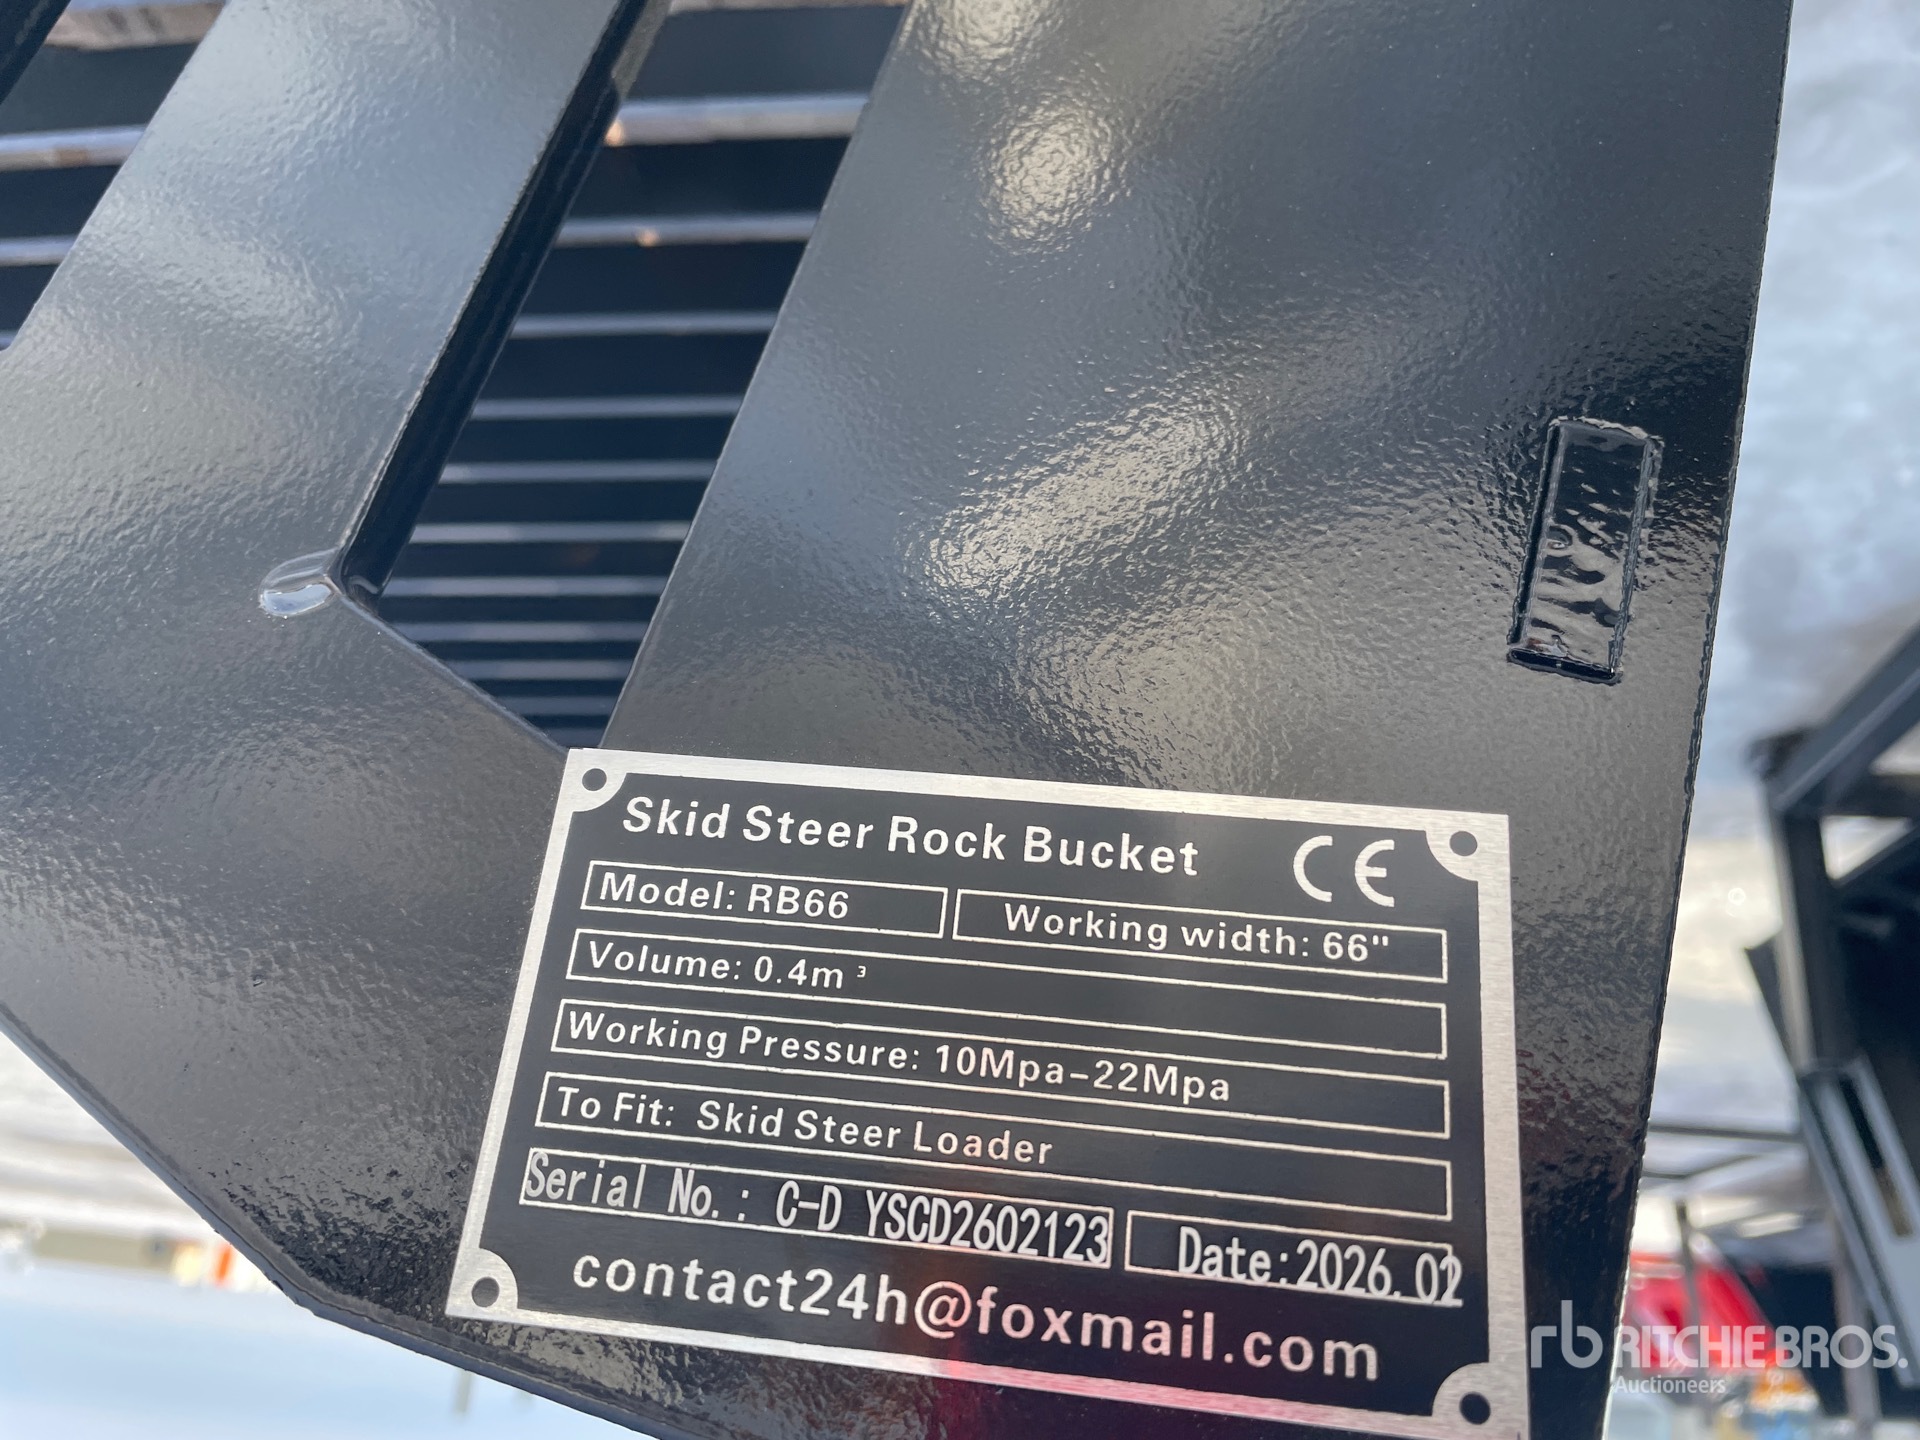 Skid Steer Rock Bucket CE
Model: RB66 Working width: 66"
Volume: 0.4m ³
Working Pressure: 10Mpa-22Mpa
To Fit: Skid Steer Loader
Serial No.: C-D YSCD2602123 Date:2026.02
contact24h@foxmail.com
rb RITCHIE BROS.
Auctioneers